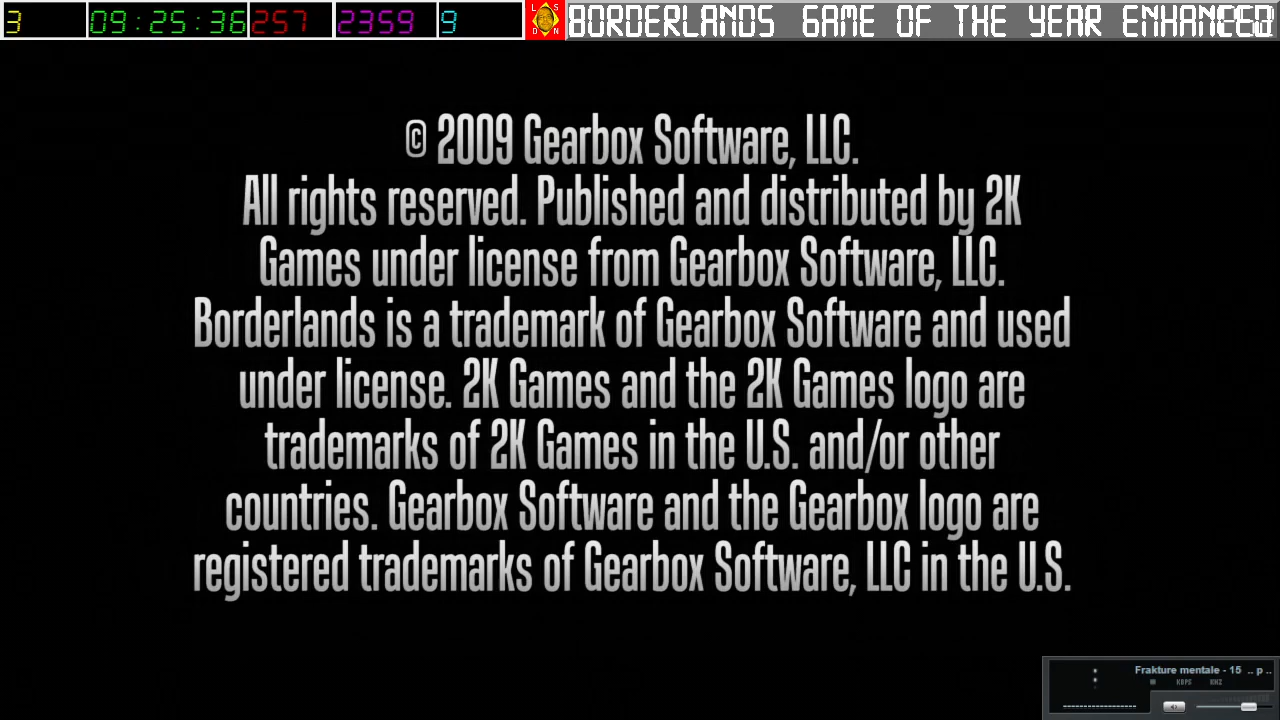 3 09:25:36 257 2359 9 BORDERLANDS GAME OF THE YEAR ENHANCED
© 2009 Gearbox Software, LLC.
All rights reserved. Published and distributed by 2K
Games under license from Gearbox Software, LLC.
Borderlands is a trademark of Gearbox Software and used
under license. 2K Games and the 2K Games logo are
trademarks of 2K Games in the U.S. and/or other
countries. Gearbox Software and the Gearbox logo are
registered trademarks of Gearbox Software, LLC in the U.S.
Frakture mentale - 15 .. p ..
KBPS KHZ